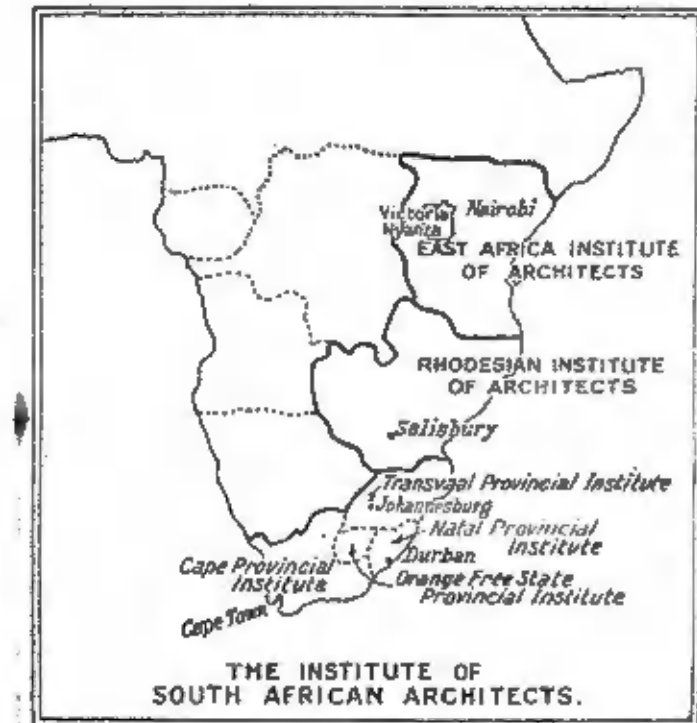 Victoria
Nyanza
Nairobi
EAST AFRICA INSTITUTE
OF ARCHITECTS
RHODESIAN INSTITUTE
OF ARCHITECTS
Salisbury
Transvaal Provincial Institute
Johannesburg
Natal Provincial
Institute
Durban
Cape Provincial
Institute
Orange Free State
Provincial Institute
Cape Town
THE INSTITUTE OF
SOUTH AFRICAN ARCHITECTS.